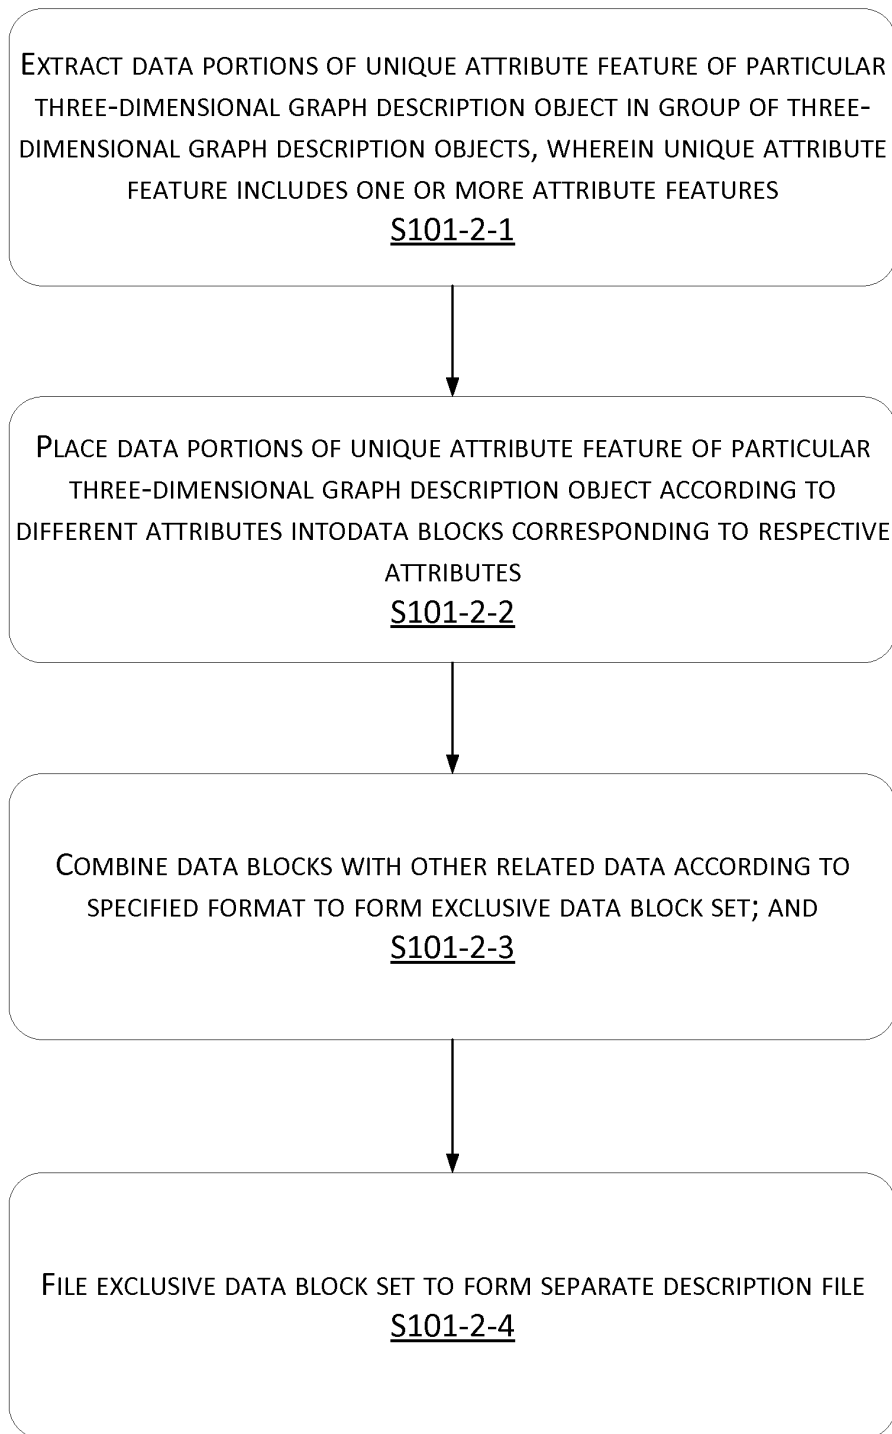 EXTRACT DATA PORTIONS OF UNIQUE ATTRIBUTE FEATURE OF PARTICULAR
THREE-DIMENSIONAL GRAPH DESCRIPTION OBJECT IN GROUP OF THREE-
DIMENSIONAL GRAPH DESCRIPTION OBJECTS, WHEREIN UNIQUE ATTRIBUTE
FEATURE INCLUDES ONE OR MORE ATTRIBUTE FEATURES
S101-2-1
PLACE DATA PORTIONS OF UNIQUE ATTRIBUTE FEATURE OF PARTICULAR
THREE-DIMENSIONAL GRAPH DESCRIPTION OBJECT ACCORDING TO
DIFFERENT ATTRIBUTES INTODATA BLOCKS CORRESPONDING TO RESPECTIVE
ATTRIBUTES
S101-2-2
COMBINE DATA BLOCKS WITH OTHER RELATED DATA ACCORDING TO
SPECIFIED FORMAT TO FORM EXCLUSIVE DATA BLOCK SET; AND
S101-2-3
FILE EXCLUSIVE DATA BLOCK SET TO FORM SEPARATE DESCRIPTION FILE
S101-2-4